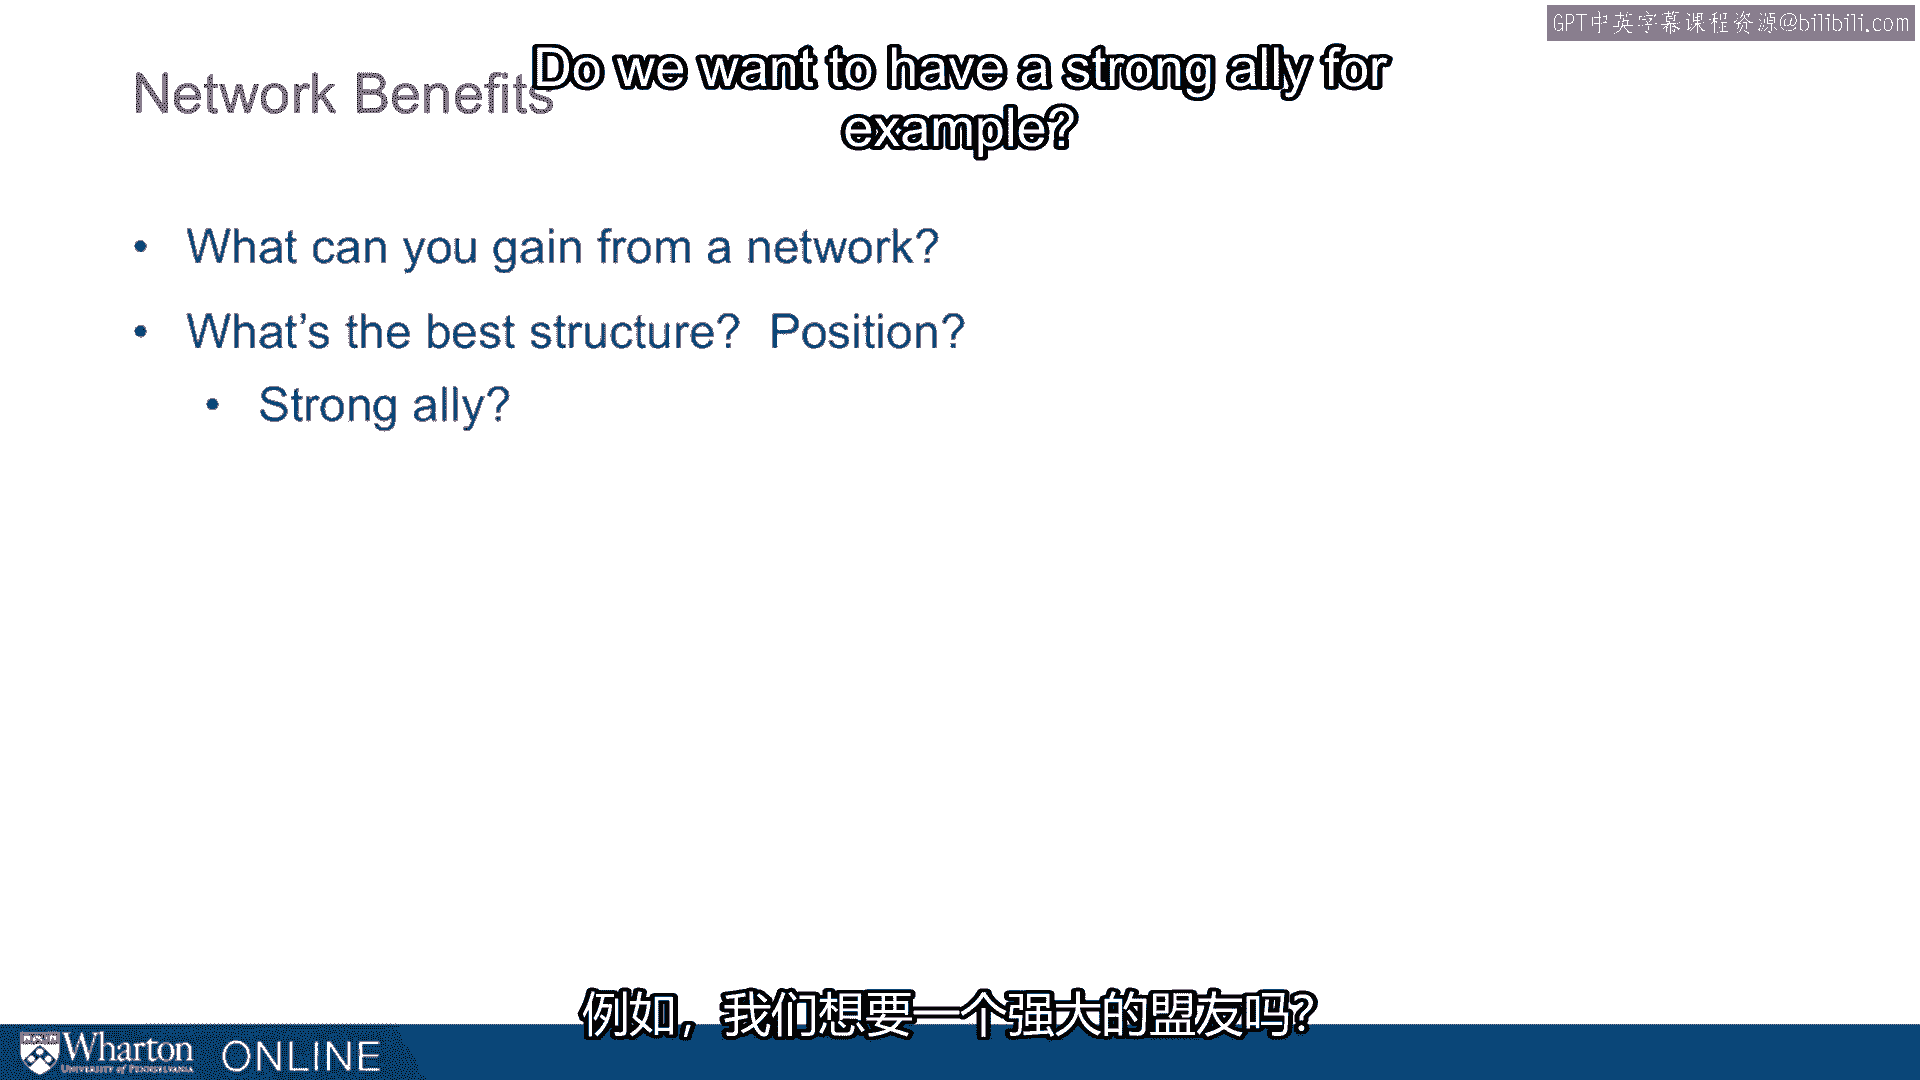 GPT中英字幕课程资源@bilibili.com
Do we want to have a strong ally for
example?
Network Benefits
• What can you gain from a network?
• What’s the best structure? Position?
• Strong ally?
例如，我们想要一个强大的盟友吗？
Wharton
UNIVERSITY of PENNSYLVANIA
ONLINE